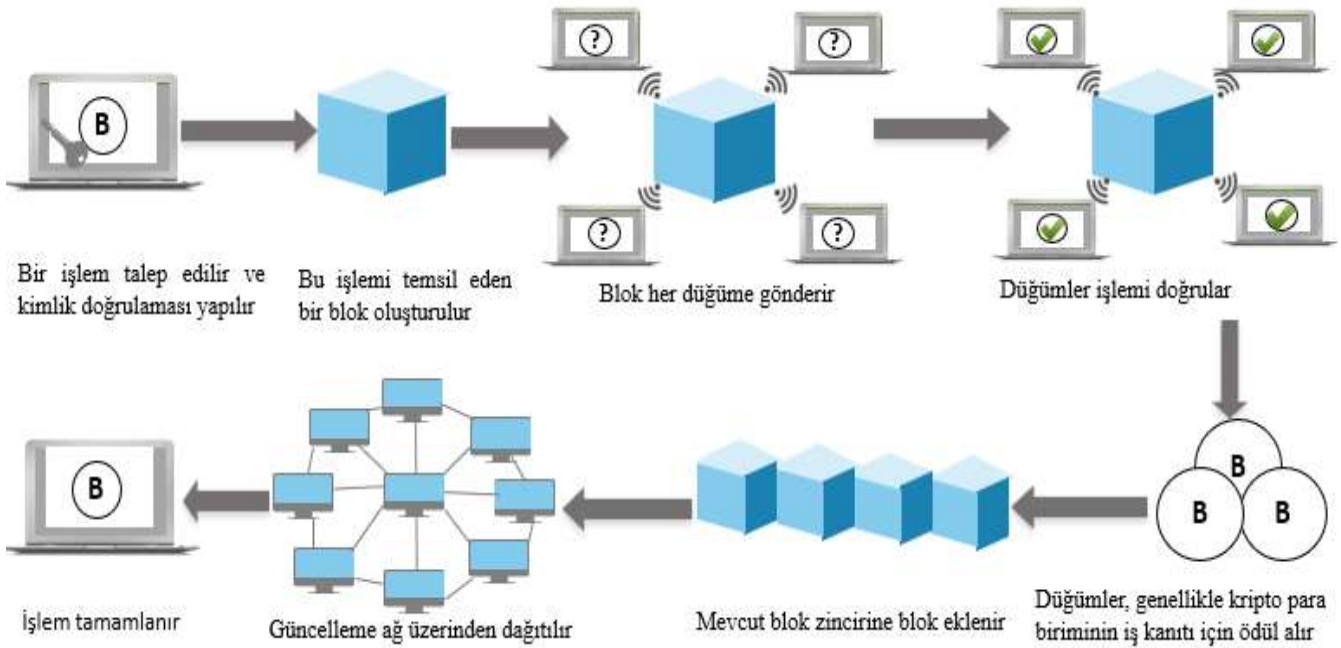 B
?
?
?
?
Bir işlem talep edilir ve
kimlik doğrulaması yapılır
Bu işlemi temsil eden
bir blok oluşturulur
Blok her düğüme gönderir
Düğümler işlemi doğrular
B
B
B
Düğümler, genellikle kripto para
biriminin iş kanıtı için ödül alır
Mevcut blok zincirine blok eklenir
Güncelleme ağ üzerinden dağıtılır
B
İşlem tamamlanır